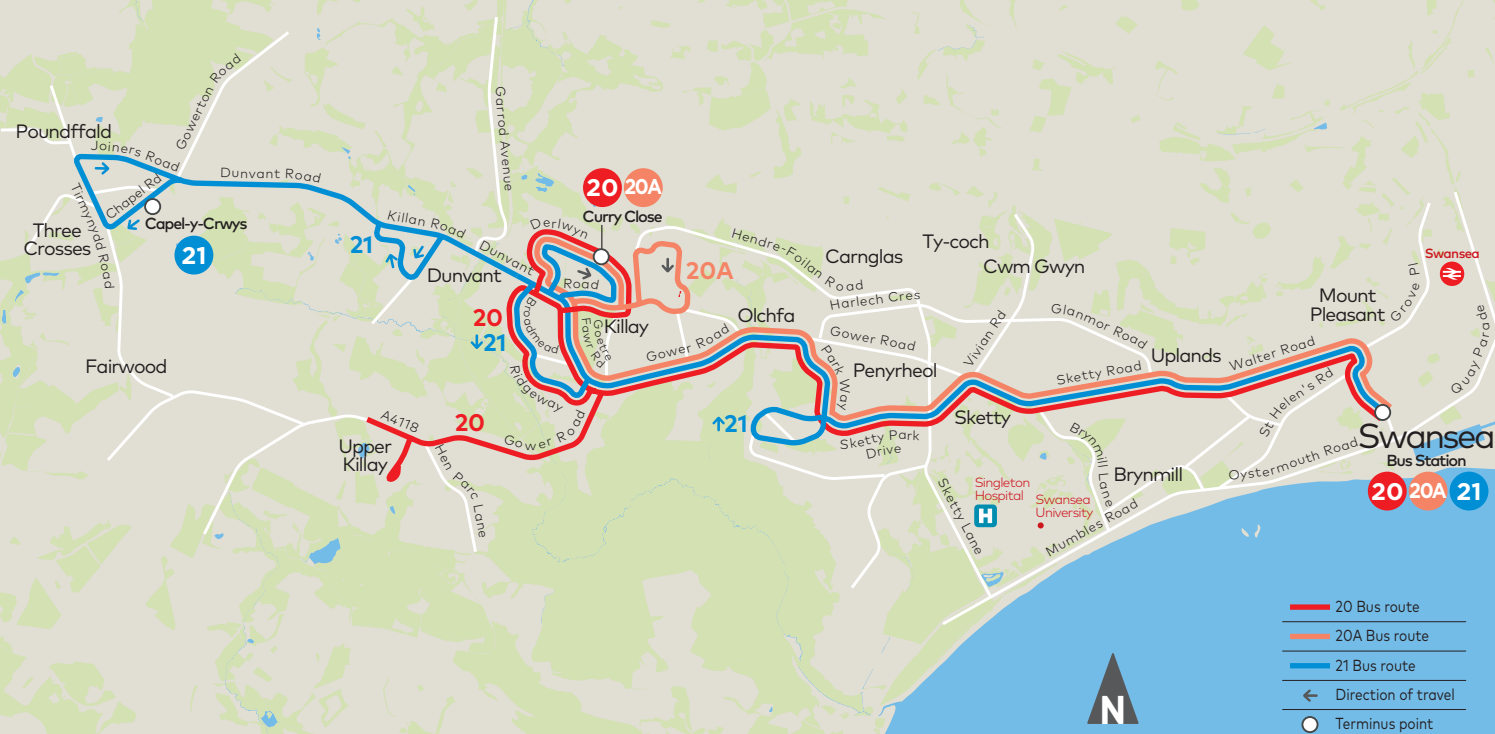 Poundffald
Joiners Road
Gowerton Road
Chapel Rd
Tirmynydd Road
Three
Crosses
Capel-y-Crwys
21
Dunvant Road
Fairwood
Killan Road
21
Dunvant
Garrod Avenue
Dunvant
Road
Derlwyn
20
20A
Curry Close
20A
20
↓21
Broadmead
Goetre
Fawr Rd
Killay
Ridgeway
A4118
20
Gower Road
Upper
Killay
Hen Parc Lane
Gower Road
Olchfa
Hendre-Foilan Road
Carnglas
Harlech Cres
Gower Road
Park Way
Penyrheol
↑21
Sketty Park
Drive
Ty-coch
Cwm Gwyn
Vivian Rd
Glanmor Road
Sketty
Sketty Road
Uplands
Walter Road
Mount
Pleasant
Grove Pl
Swansea
Quay Parade
St Helen's Rd
Swansea
Bus Station
20
20A
21
Oystermouth Road
Brynmill
Brynmill Lane
Mumbles Road
Sketty Lane
Singleton
Hospital
H
Swansea
University
N
20 Bus route
20A Bus route
21 Bus route
Direction of travel
Terminus point